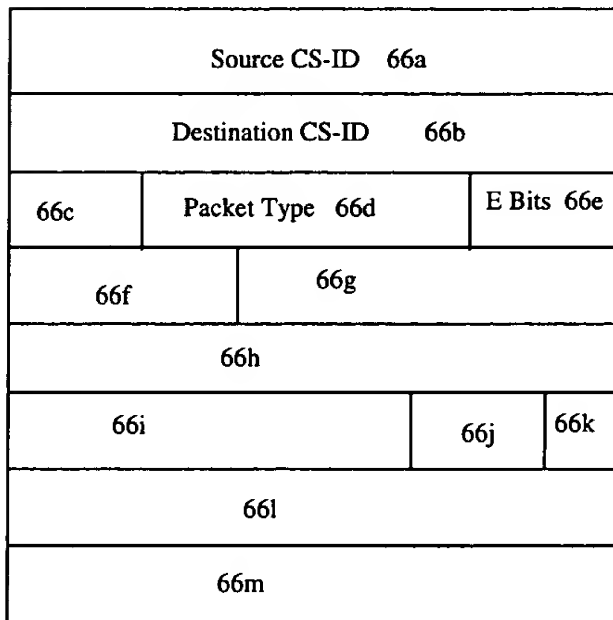 Source CS-ID 66a
Destination CS-ID 66b
66c Packet Type 66d E Bits 66e
66f 66g
66h
66i 66j 66k
66l
66m